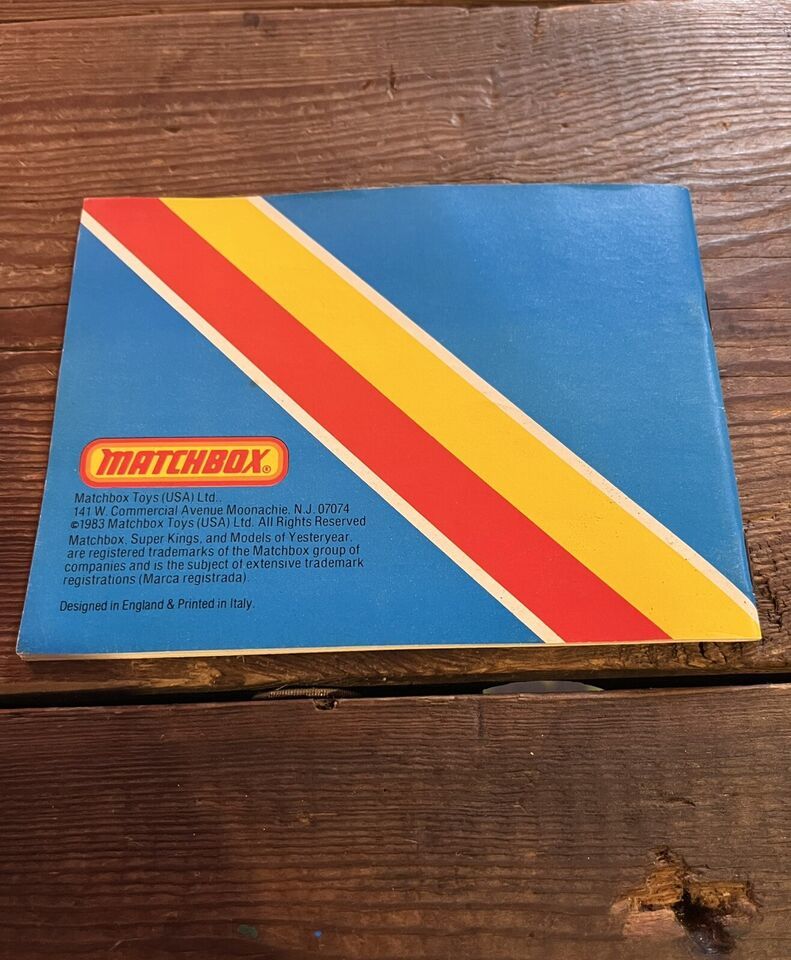 MATCHBOX®
Matchbox Toys (USA) Ltd.,
141 W. Commercial Avenue Moonachie, N.J. 07074
©1983 Matchbox Toys (USA) Ltd. All Rights Reserved
Matchbox, Super Kings, and Models of Yesteryear,
are registered trademarks of the Matchbox group of
companies and is the subject of extensive trademark
registrations (Marca registrada).
Designed in England & Printed in Italy.